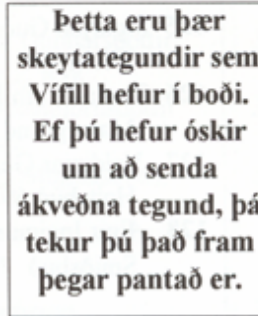 Þetta eru þær
skeytategundir sem
Vífill hefur í boði.
Ef þú hefur óskir
um að senda
ákveðna tegund, þá
tekur þú það fram
þegar pantað er.